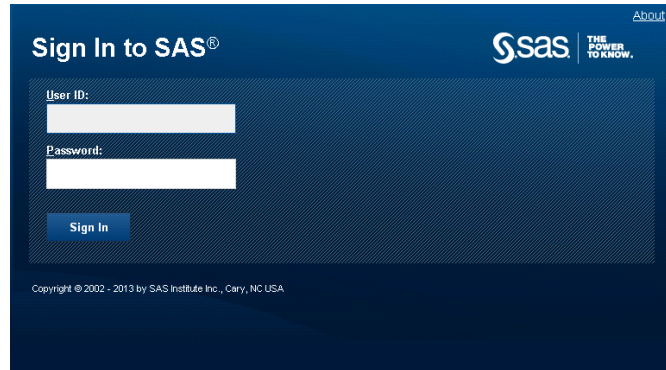 About
Sign In to SAS®
sas THE POWER TO KNOW.
User ID:
Password:
Sign In
Copyright © 2002 - 2013 by SAS Institute Inc., Cary, NC USA